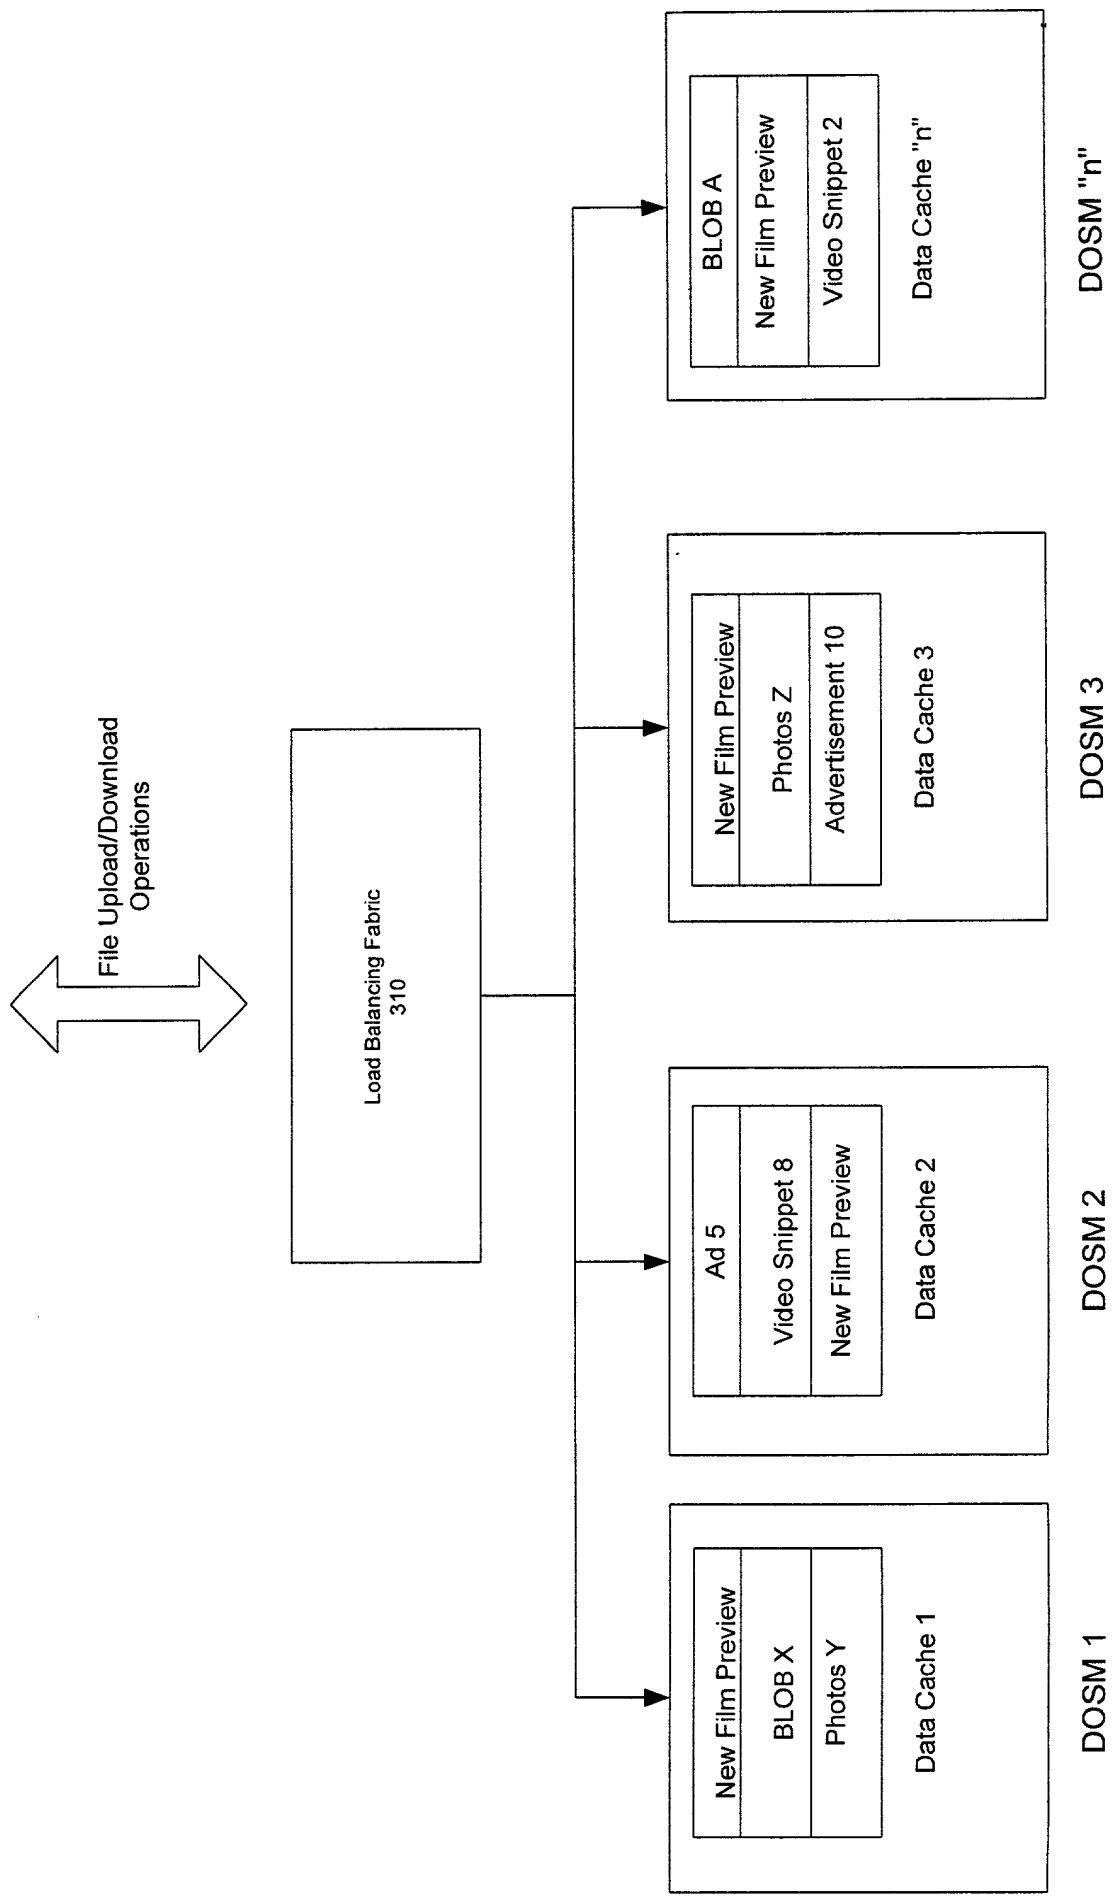 File Upload/Download
Operations
Load Balancing Fabric
310
New Film Preview
BLOB X
Photos Y
Data Cache 1
DOSM 1
Ad 5
Video Snippet 8
New Film Preview
Data Cache 2
DOSM 2
New Film Preview
Photos Z
Advertisement 10
Data Cache 3
DOSM 3
BLOB A
New Film Preview
Video Snippet 2
Data Cache "n"
DOSM "n"